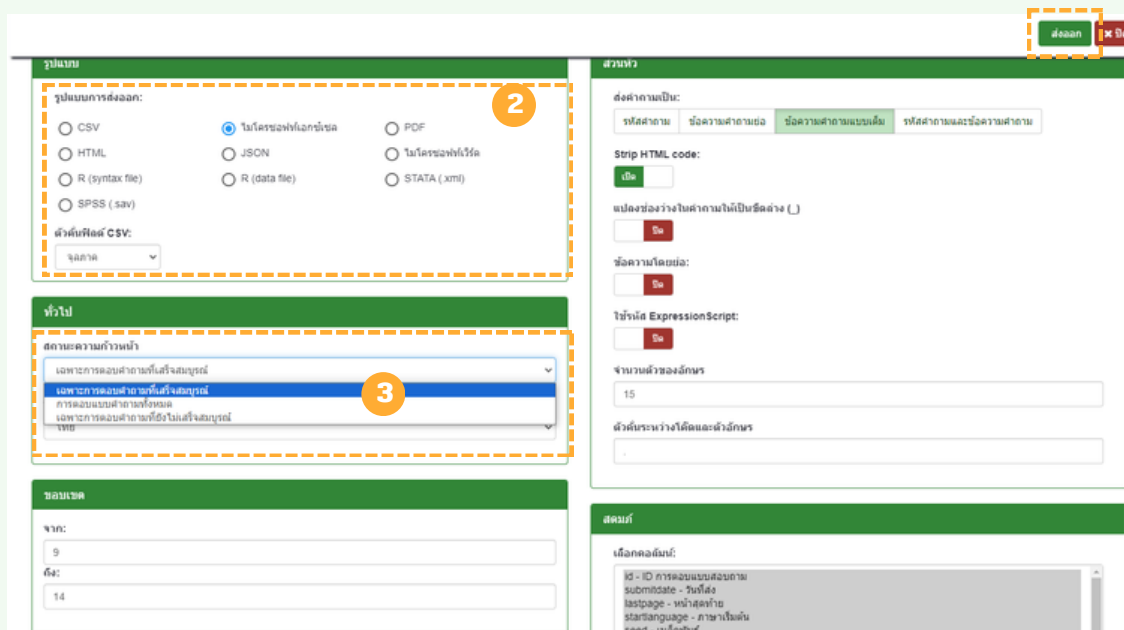 ส่งออก
✖ ปิด
รูปแบบ
รูปแบบการส่งออก:
2
CSV
ไมโครซอฟท์เอกซ์เซล
PDF
HTML
JSON
ไมโครซอฟท์เวิร์ด
R (syntax file)
R (data file)
STATA (.xml)
SPSS (.sav)
ตัวคั่นฟิลด์ CSV:
จุลภาค
ทั่วไป
สถานะความก้าวหน้า
เฉพาะการตอบคำถามที่เสร็จสมบูรณ์
เฉพาะการตอบคำถามที่เสร็จสมบูรณ์
การตอบแบบคำถามทั้งหมด
เฉพาะการตอบคำถามที่ยังไม่เสร็จสมบูรณ์
3
ไทย
ขอบเขต
จาก:
9
ถึง:
14
ส่วนหัว
ส่งคำถามเป็น:
รหัสคำถาม
ข้อความคำถามย่อ
ข้อความคำถามแบบเต็ม
รหัสคำถามและข้อความคำถาม
Strip HTML code:
เปิด
แปลงช่องว่างในคำถามให้เป็นขีดล่าง (_)
ปิด
ข้อความโดยย่อ:
ปิด
ใช้รหัส ExpressionScript:
ปิด
จำนวนตัวของอักษร
15
ตัวคั่นระหว่างโค๊ดและตัวอักษร
.
สดมภ์
เลือกคอลัมน์:
id - ID การตอบแบบสอบถาม
submitdate - วันที่ส่ง
lastpage - หน้าสุดท้าย
startlanguage - ภาษาเริ่มต้น